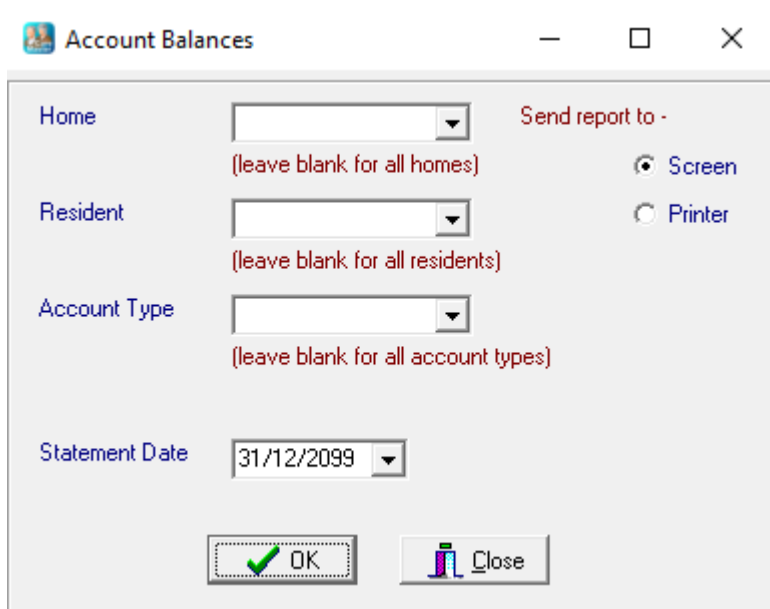 Account Balances
Home
Send report to -
(leave blank for all homes)
Screen
Resident
Printer
(leave blank for all residents)
Account Type
(leave blank for all account types)
Statement Date
31/12/2099
OK
Close